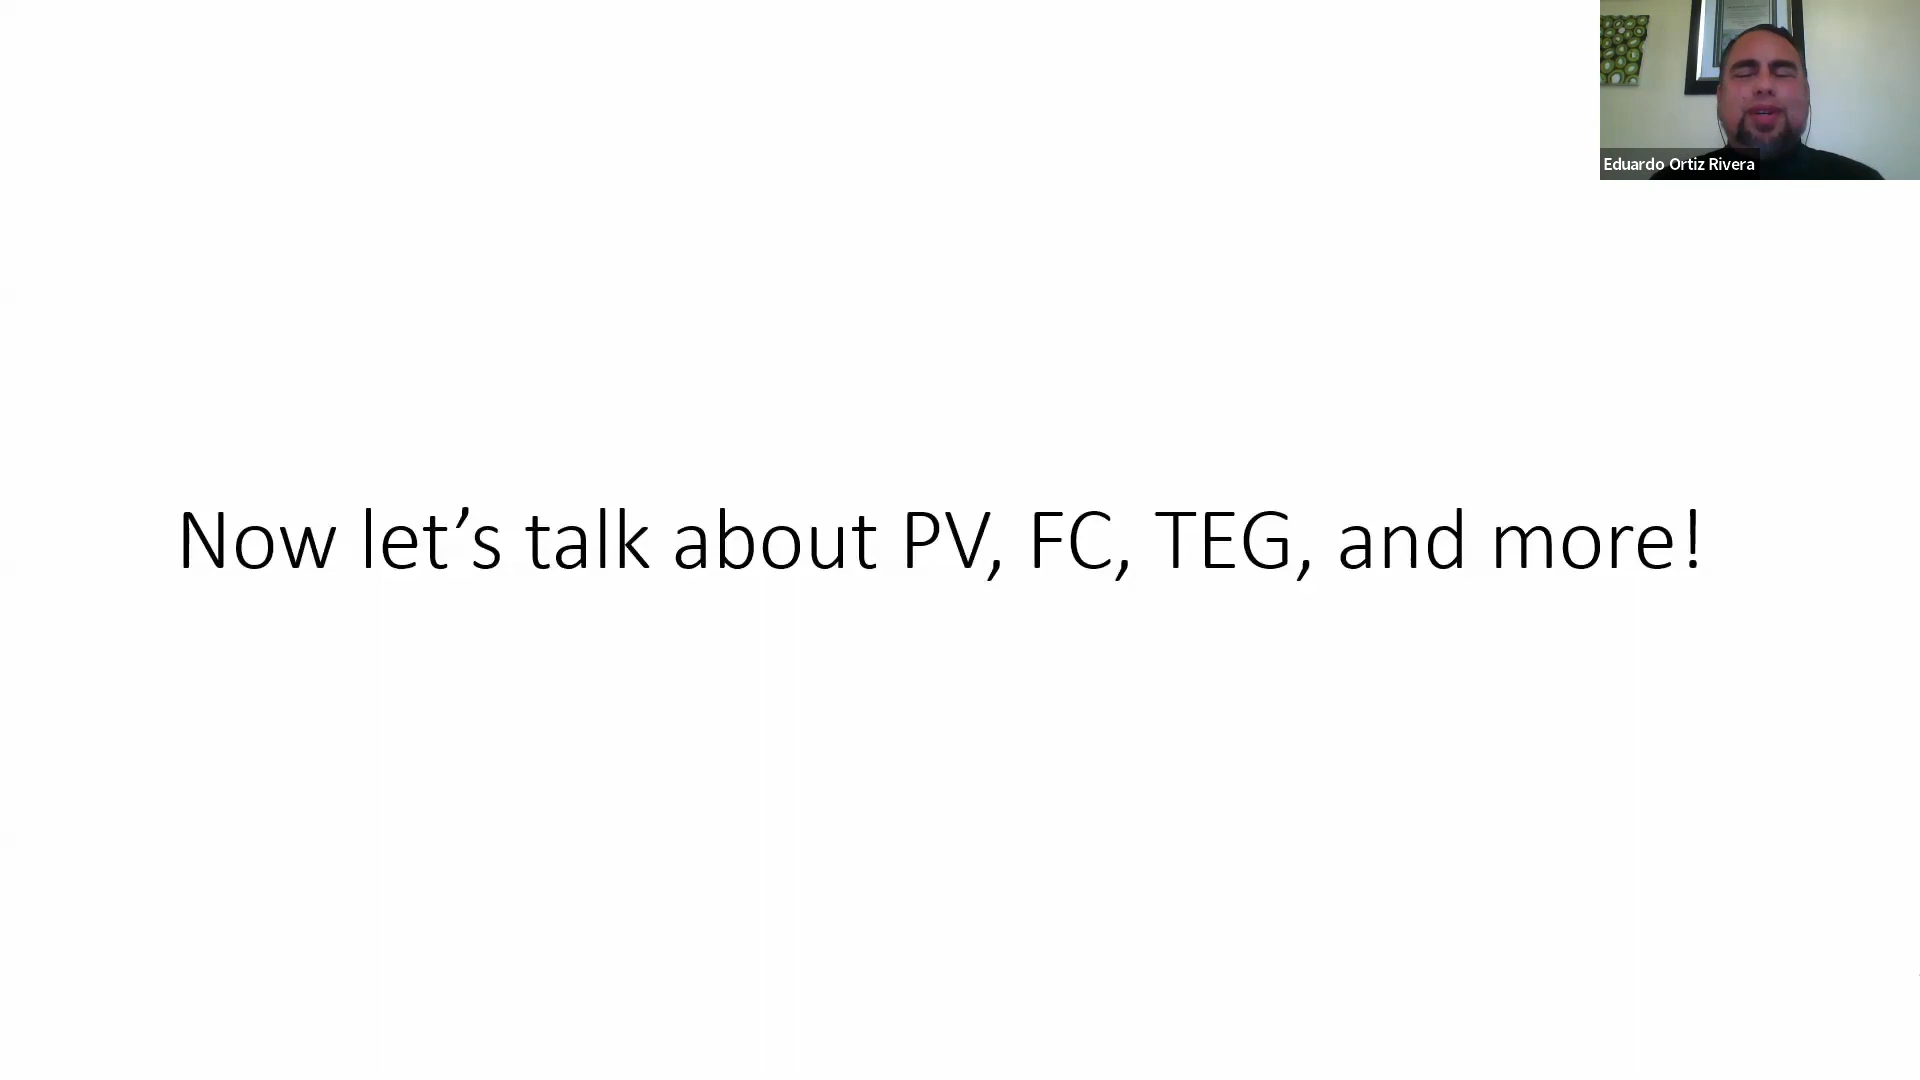 Eduardo Ortiz Rivera
Now let’s talk about PV, FC, TEG, and more!